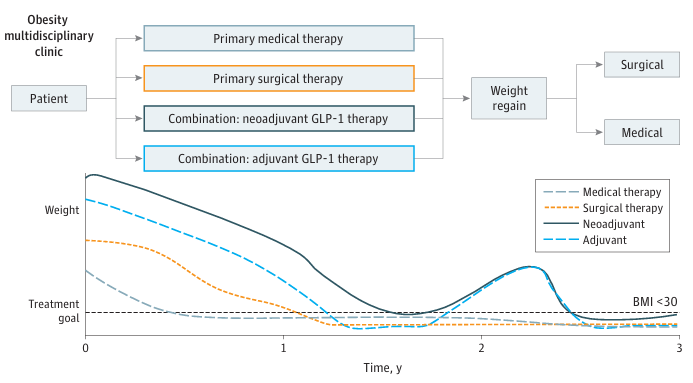 Obesity
multidisciplinary
clinic
Patient
Primary medical therapy
Primary surgical therapy
Combination: neoadjuvant GLP-1 therapy
Combination: adjuvant GLP-1 therapy
Weight
regain
Surgical
Medical
Medical therapy
Surgical therapy
Neoadjuvant
Adjuvant
Weight
Treatment
goal
BMI <30
0
1
2
3
Time, y